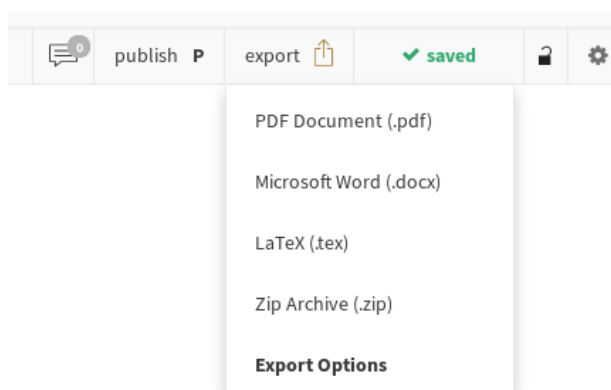 0 publish P export saved
PDF Document (.pdf)
Microsoft Word (.docx)
LaTeX (.tex)
Zip Archive (.zip)
Export Options